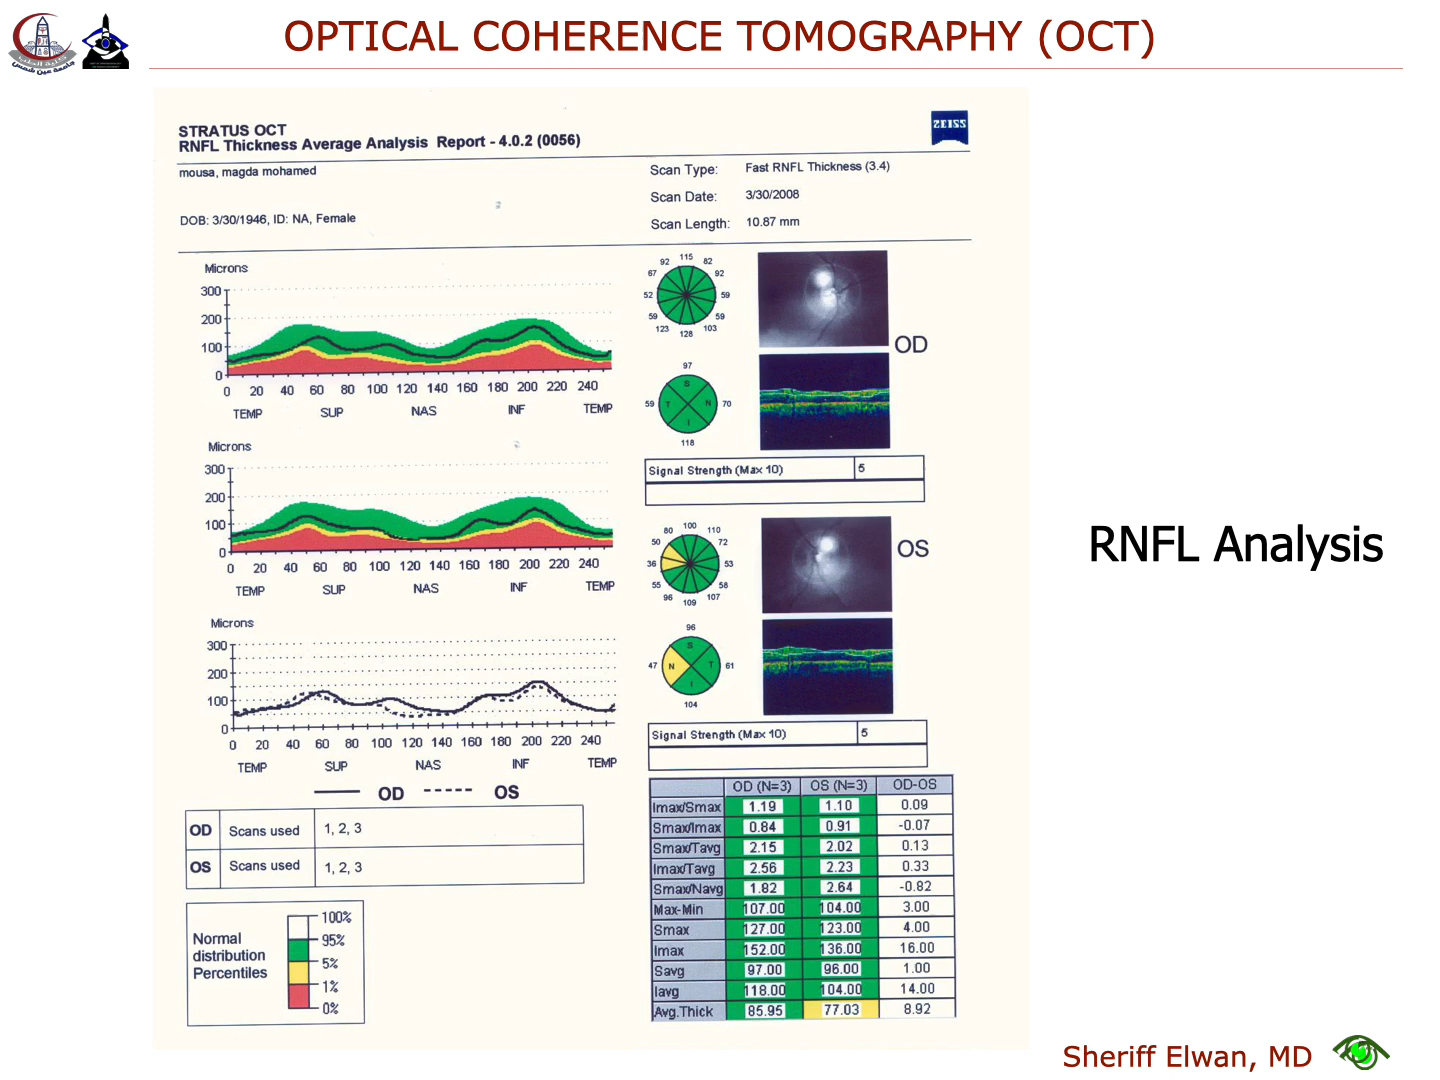 OPTICAL COHERENCE TOMOGRAPHY (OCT)
STRATUS OCT
RNFL Thickness Average Analysis Report - 4.0.2 (0056)
ZEISS
mousa, magda mohamed
DOB: 3/30/1946, ID: NA, Female
Scan Type: Fast RNFL Thickness (3.4)
Scan Date: 3/30/2008
Scan Length: 10.87 mm
Microns
300
200
100
0
0 20 40 60 80 100 120 140 160 180 200 220 240
TEMP SUP NAS INF TEMP
92 115 82
67 92
52 59
59 59
123 128 103
OD
97
S
59 T N 70
I
118
Signal Strength (Max 10) 5
Microns
300
200
100
0
0 20 40 60 80 100 120 140 160 180 200 220 240
TEMP SUP NAS INF TEMP
80 100 110
50 72
36 53
55 58
96 109 107
OS
96
S
47 N T 61
I
104
Signal Strength (Max 10) 5
RNFL Analysis
Microns
300
200
100
0
0 20 40 60 80 100 120 140 160 180 200 220 240
TEMP SUP NAS INF TEMP
OD OS
OD Scans used 1, 2, 3
OS Scans used 1, 2, 3
Normal
distribution
Percentiles
100%
95%
5%
1%
0%
OD (N=3) OS (N=3) OD-OS
Imax/Smax 1.19 1.10 0.09
Smax/Imax 0.84 0.91 -0.07
Smax/Tavg 2.15 2.02 0.13
Imax/Tavg 2.56 2.23 0.33
Smax/Navg 1.82 2.64 -0.82
Max-Min 107.00 104.00 3.00
Smax 127.00 123.00 4.00
Imax 152.00 136.00 16.00
Savg 97.00 96.00 1.00
Iavg 118.00 104.00 14.00
Avg.Thick 85.95 77.03 8.92
Sheriff Elwan, MD